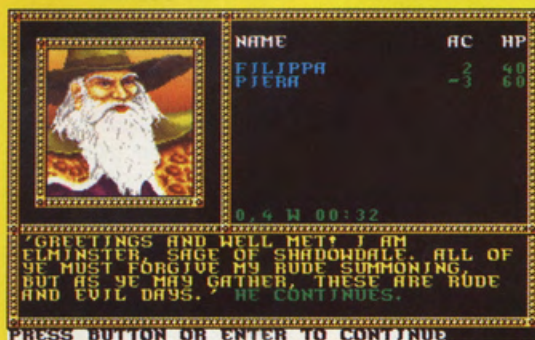 NAME AC HP
FILIPPA 2 40
PIERA -3 60
0,4 W 00:32
'GREETINGS AND WELL MET! I AM
ELMINSTER, SAGE OF SHADOWDALE. ALL OF
YE MUST FORGIVE MY RUDE SUMMONING,
BUT AS YE MAY GATHER, THESE ARE RUDE
AND EVIL DAYS.' HE CONTINUES.
PRESS BUTTON OR ENTER TO CONTINUE